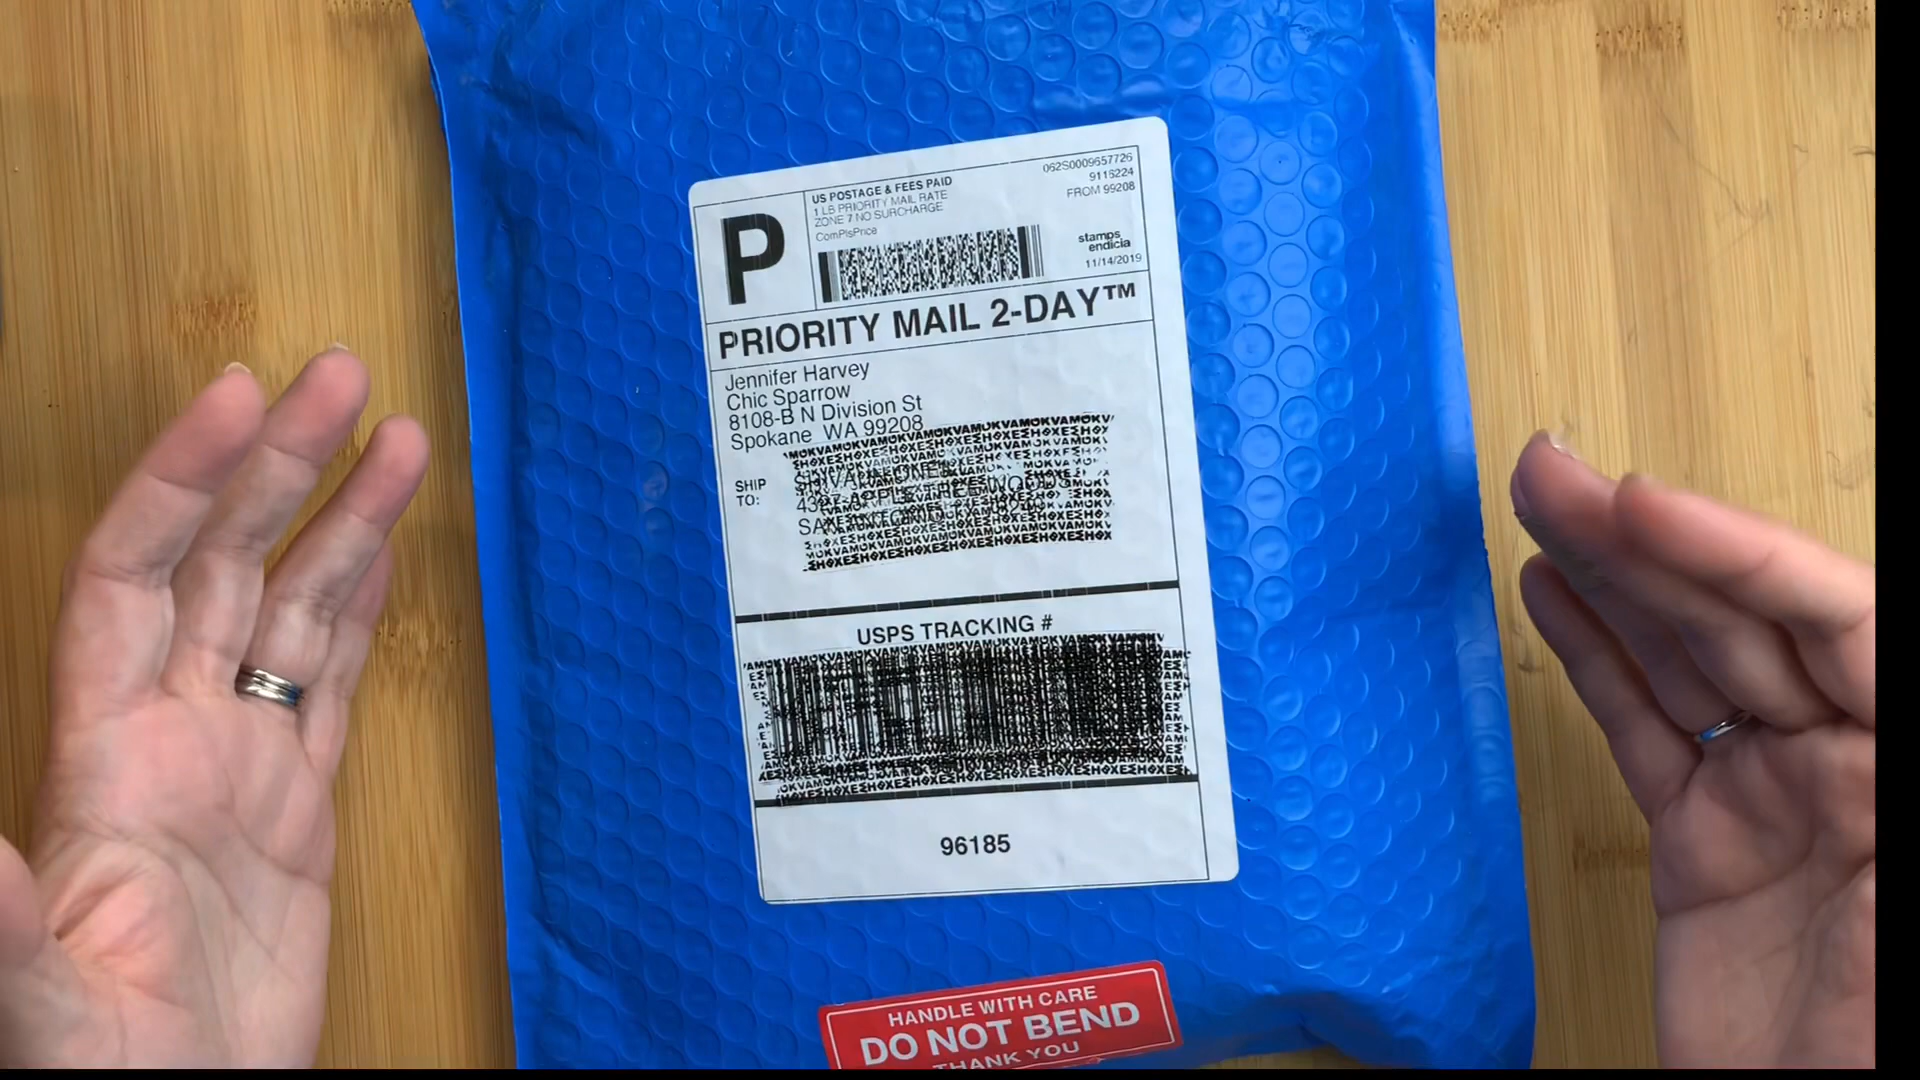 US POSTAGE & FEES PAID
1 LB PRIORITY MAIL RATE
ZONE 7 NO SURCHARGE
ComPlsPrice
062S0009657726
9116224
FROM 99208
stamps
endicia
11/14/2019
P
PRIORITY MAIL 2-DAY™
Jennifer Harvey
Chic Sparrow
8108-B N Division St
Spokane WA 99208
SHIP
TO:
USPS TRACKING #
96185
HANDLE WITH CARE
DO NOT BEND
THANK YOU